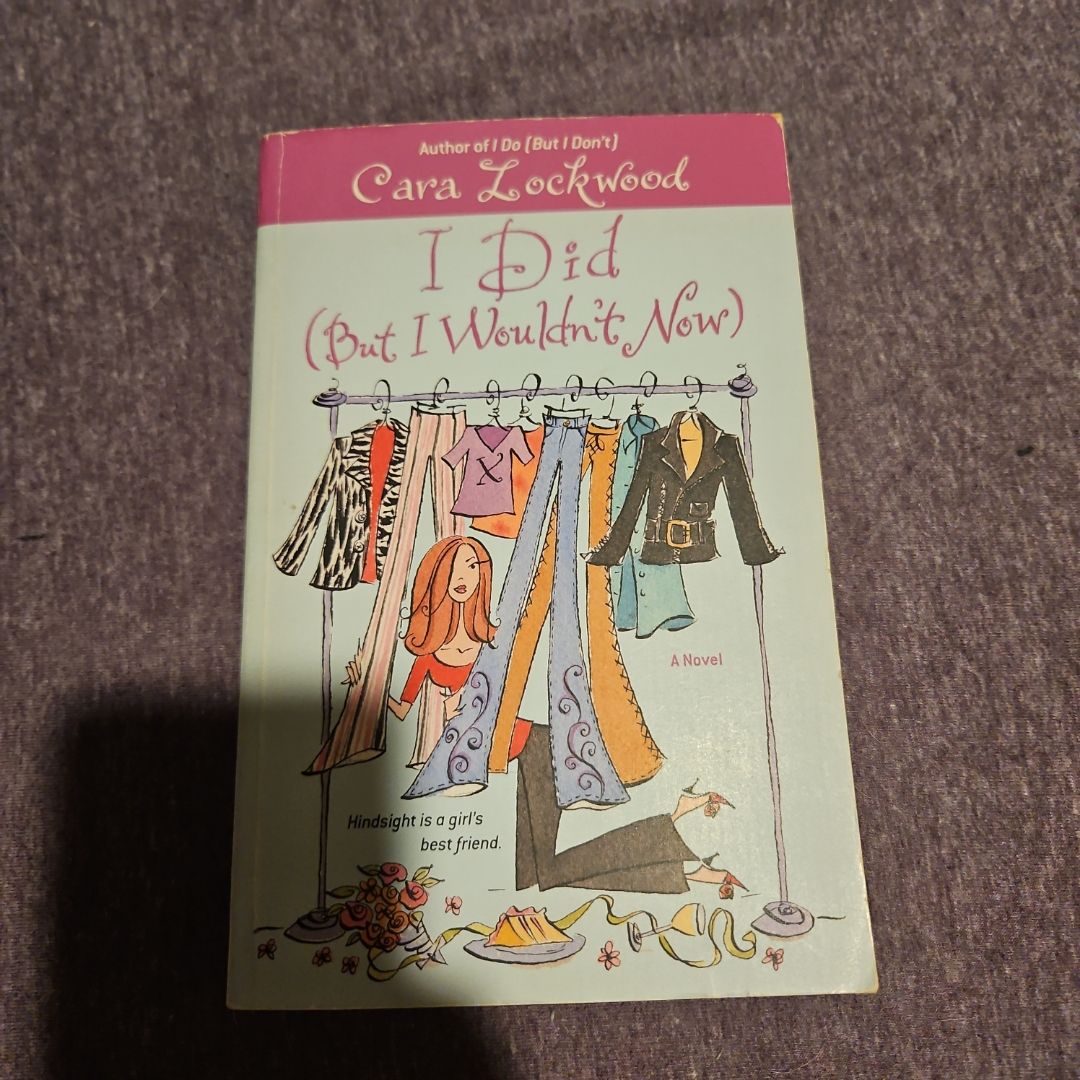 Author of I Do (But I Don't)
Cara Lockwood
I Did
(But I Wouldn't Now)
X
A Novel
Hindsight is a girl's
best friend.